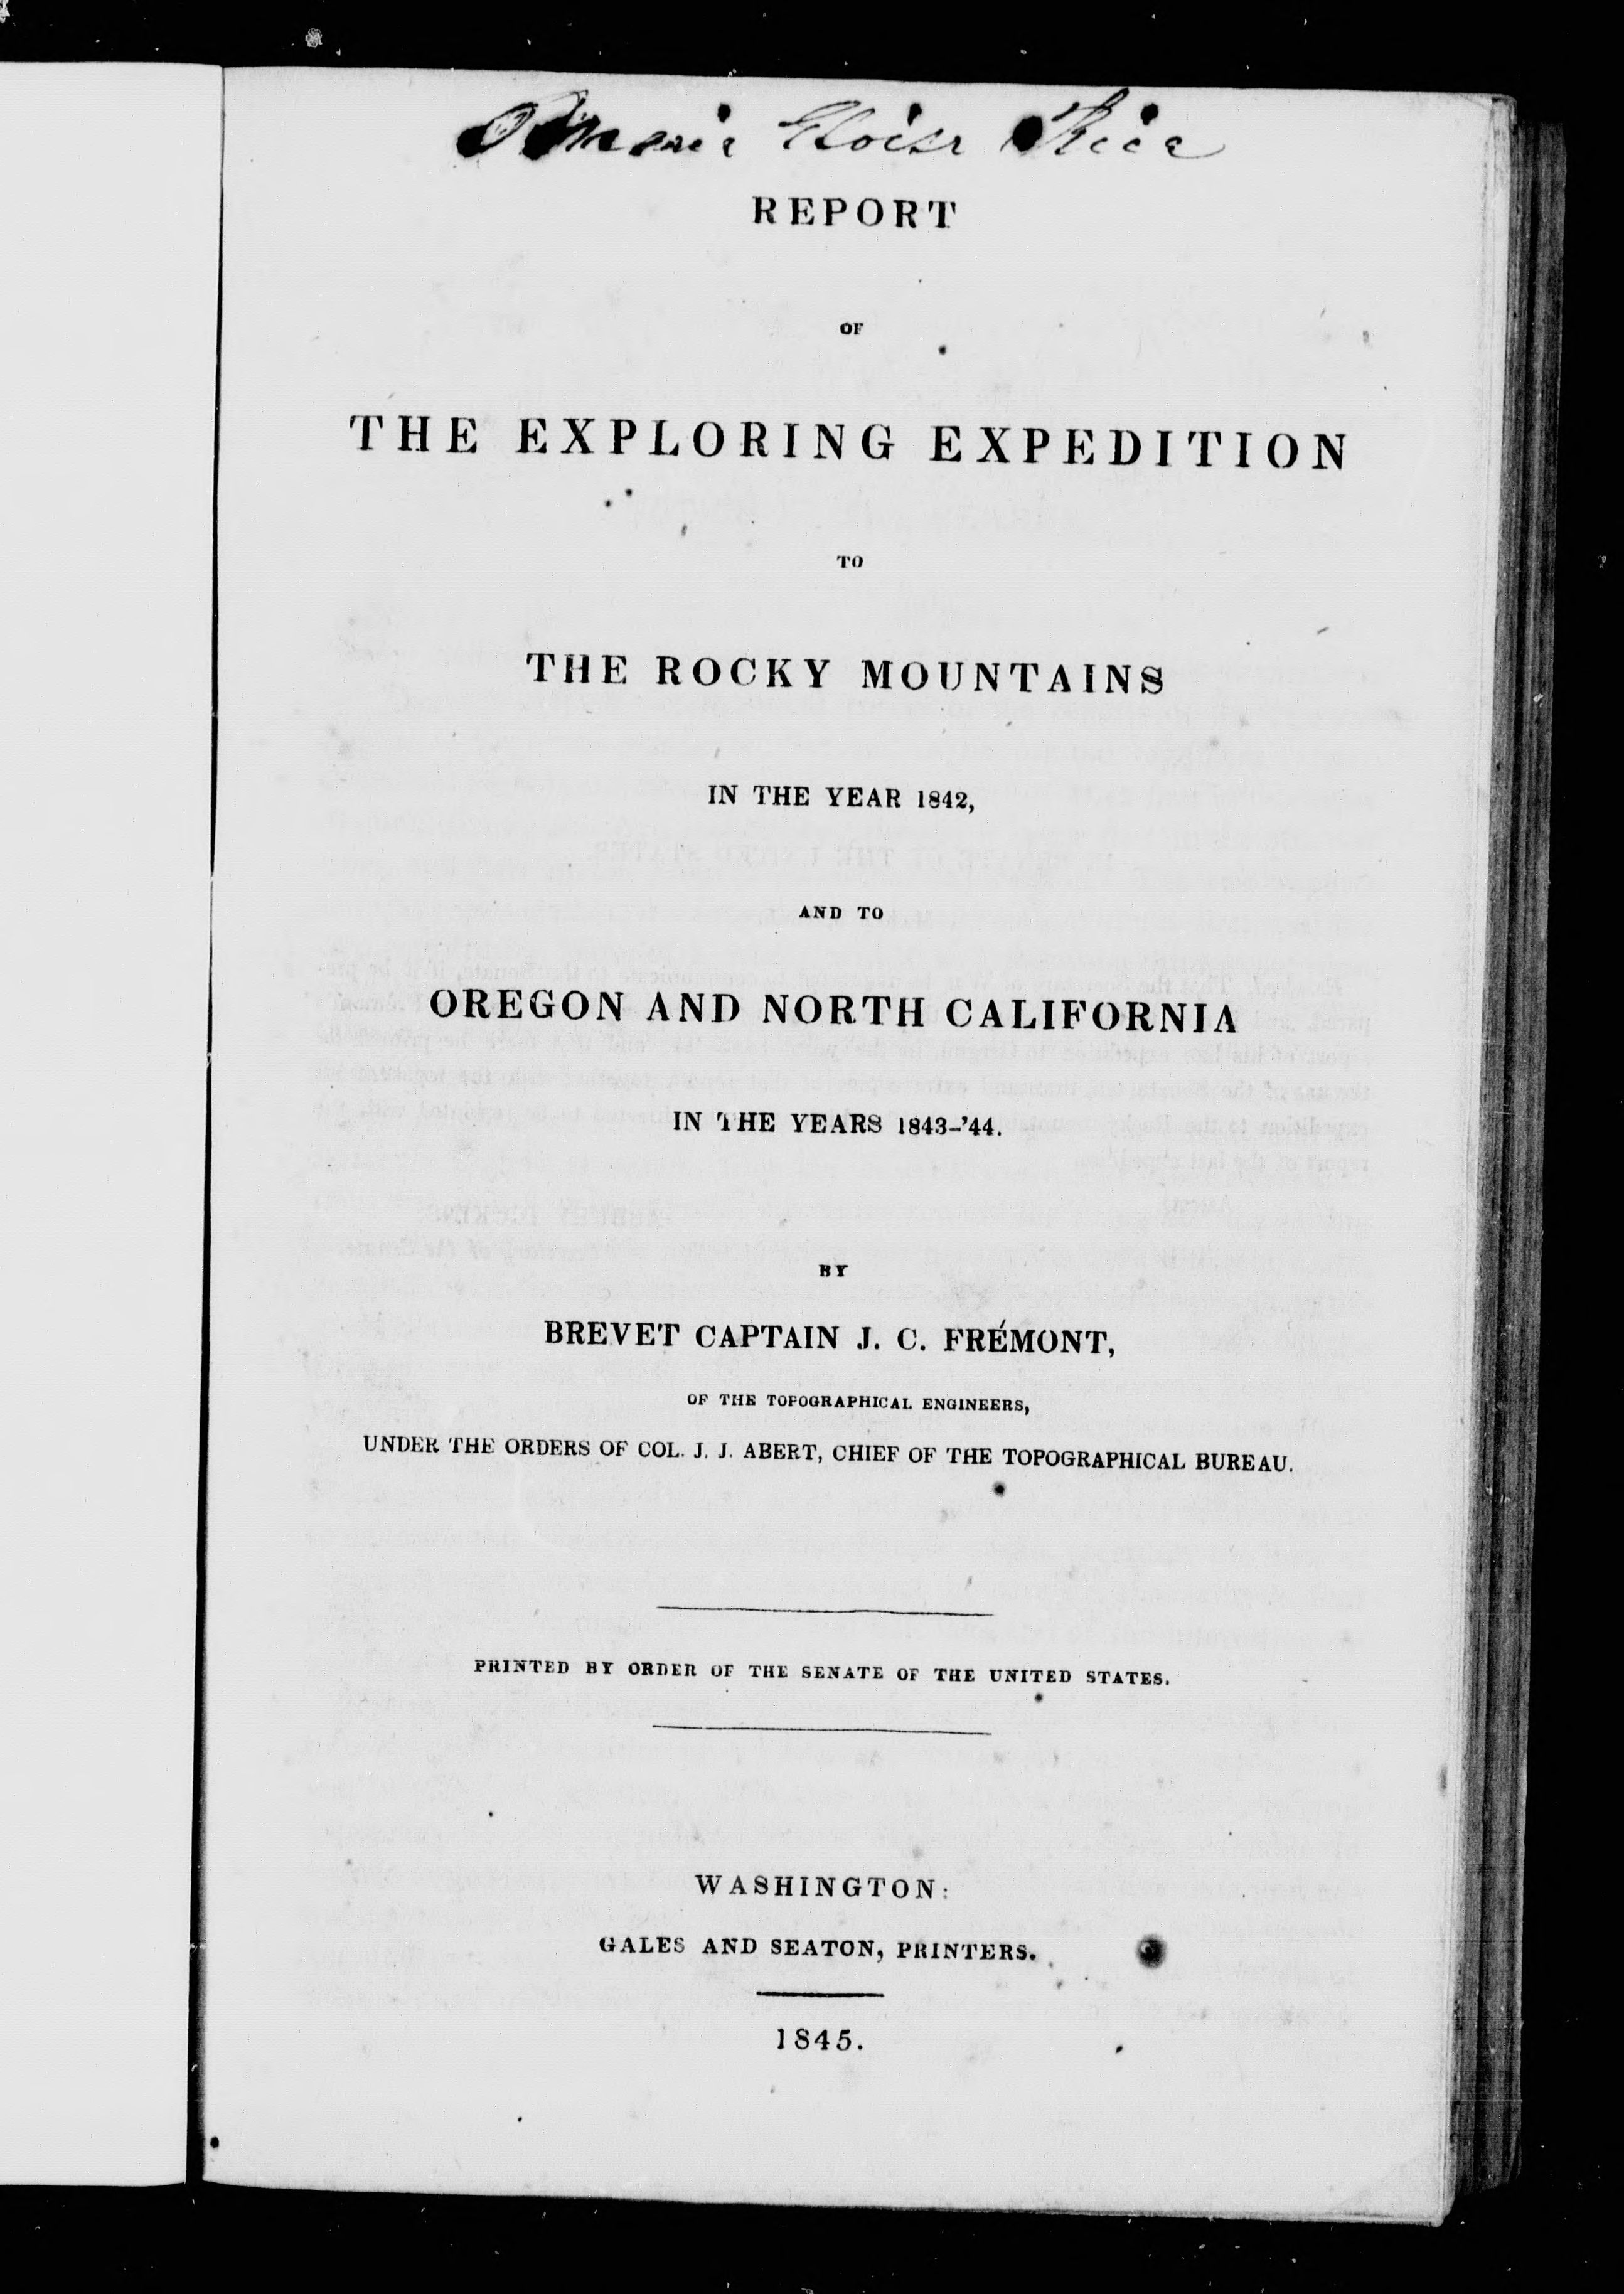 Rice
REPORT
OF
THE EXPLORING EXPEDITION
TO
THE ROCKY MOUNTAINS
IN THE YEAR 1842,
AND TO
OREGON AND NORTH CALIFORNIA
IN THE YEARS 1843-'44.
BY
BREVET CAPTAIN J. C. FRÉMONT,
OF THE TOPOGRAPHICAL ENGINEERS,
UNDER THE ORDERS OF COL. J. J. ABERT, CHIEF OF THE TOPOGRAPHICAL BUREAU.
PRINTED BY ORDER OF THE SENATE OF THE UNITED STATES.
WASHINGTON:
GALES AND SEATON, PRINTERS.
1845.